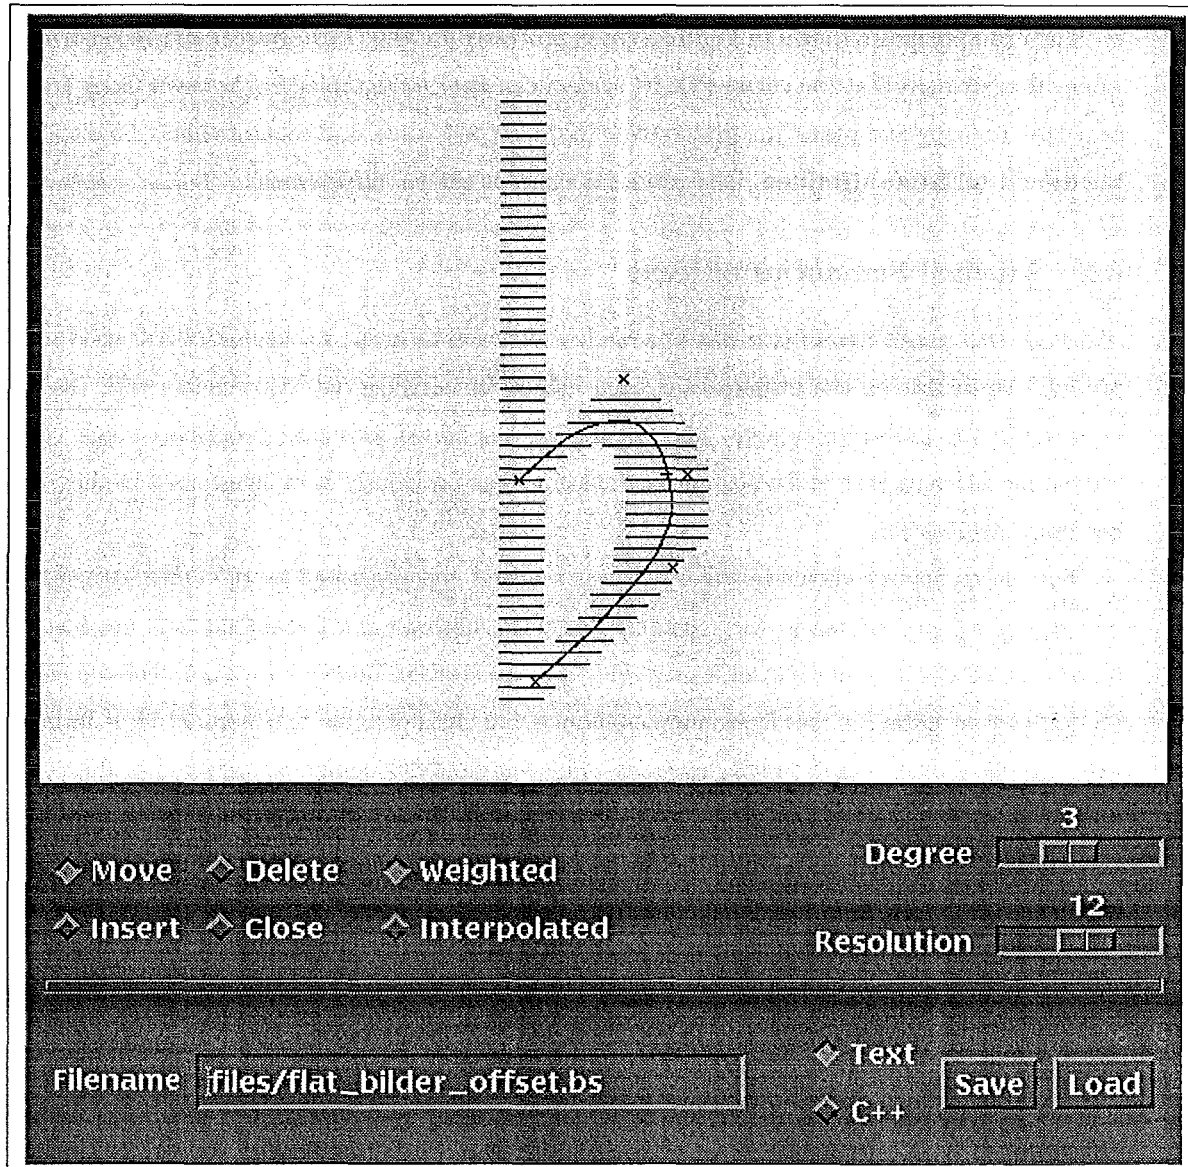 3
Degree
Move Delete Weighted
12
Insert Close Interpolated
Resolution
Text
Filename files/flat_bilder_offset.bs Save Load
C++